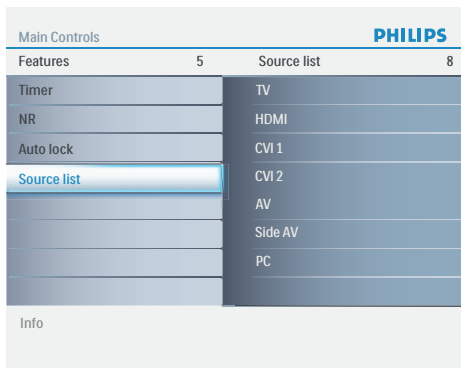 Main Controls
PHILIPS
Features 5
Source list 8
Timer
NR
Auto lock
Source list
TV
HDMI
CVI 1
CVI 2
AV
Side AV
PC
Info